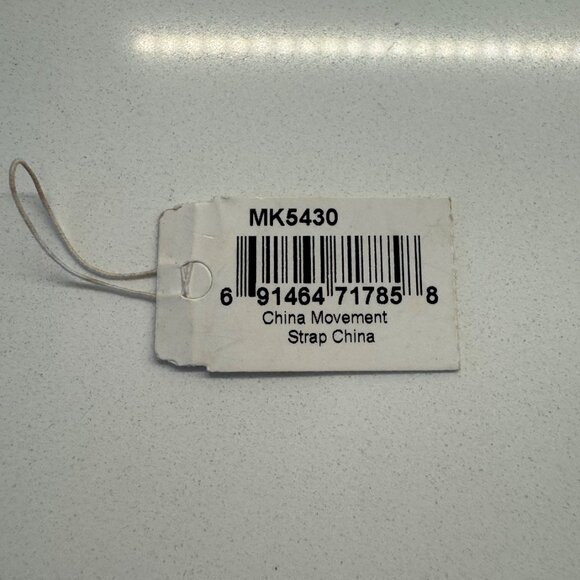 MK5430
6 91464 71785 8
China Movement
Strap China